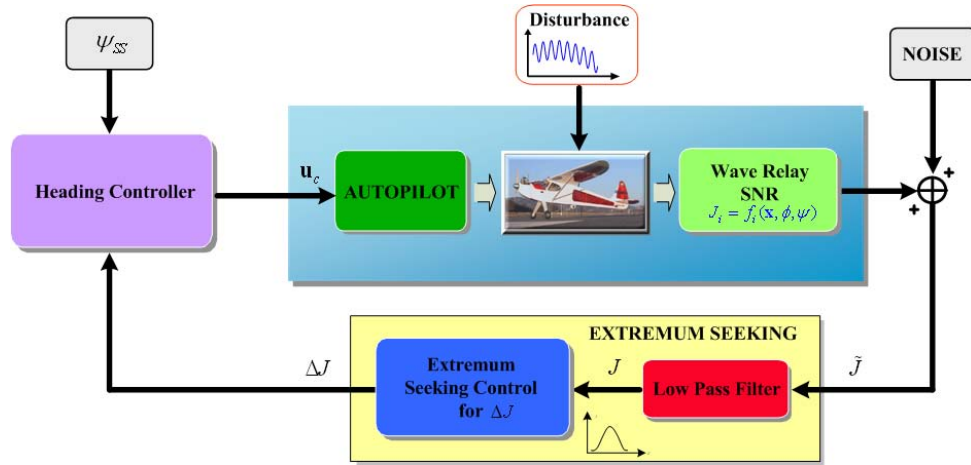 Disturbance
ψss
NOISE
Heading Controller
u_c
AUTOPILOT
Wave Relay
SNR
J_i = f_i(x, ϕ, ψ)
+
+
EXTREMUM SEEKING
ΔJ
Extremum
Seeking Control
for ΔJ
J
Low Pass Filter
J̃